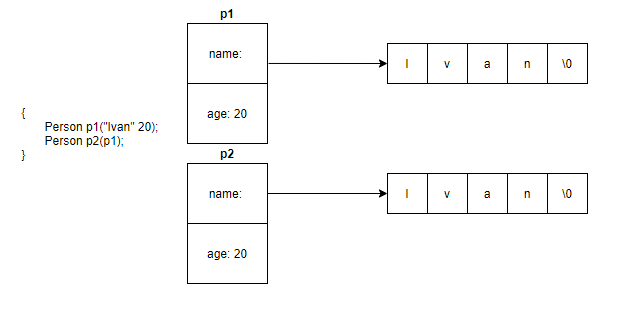 p1
name:
I v a n \0
age: 20
{
Person p1("Ivan" 20);
Person p2(p1);
}
p2
name:
I v a n \0
age: 20